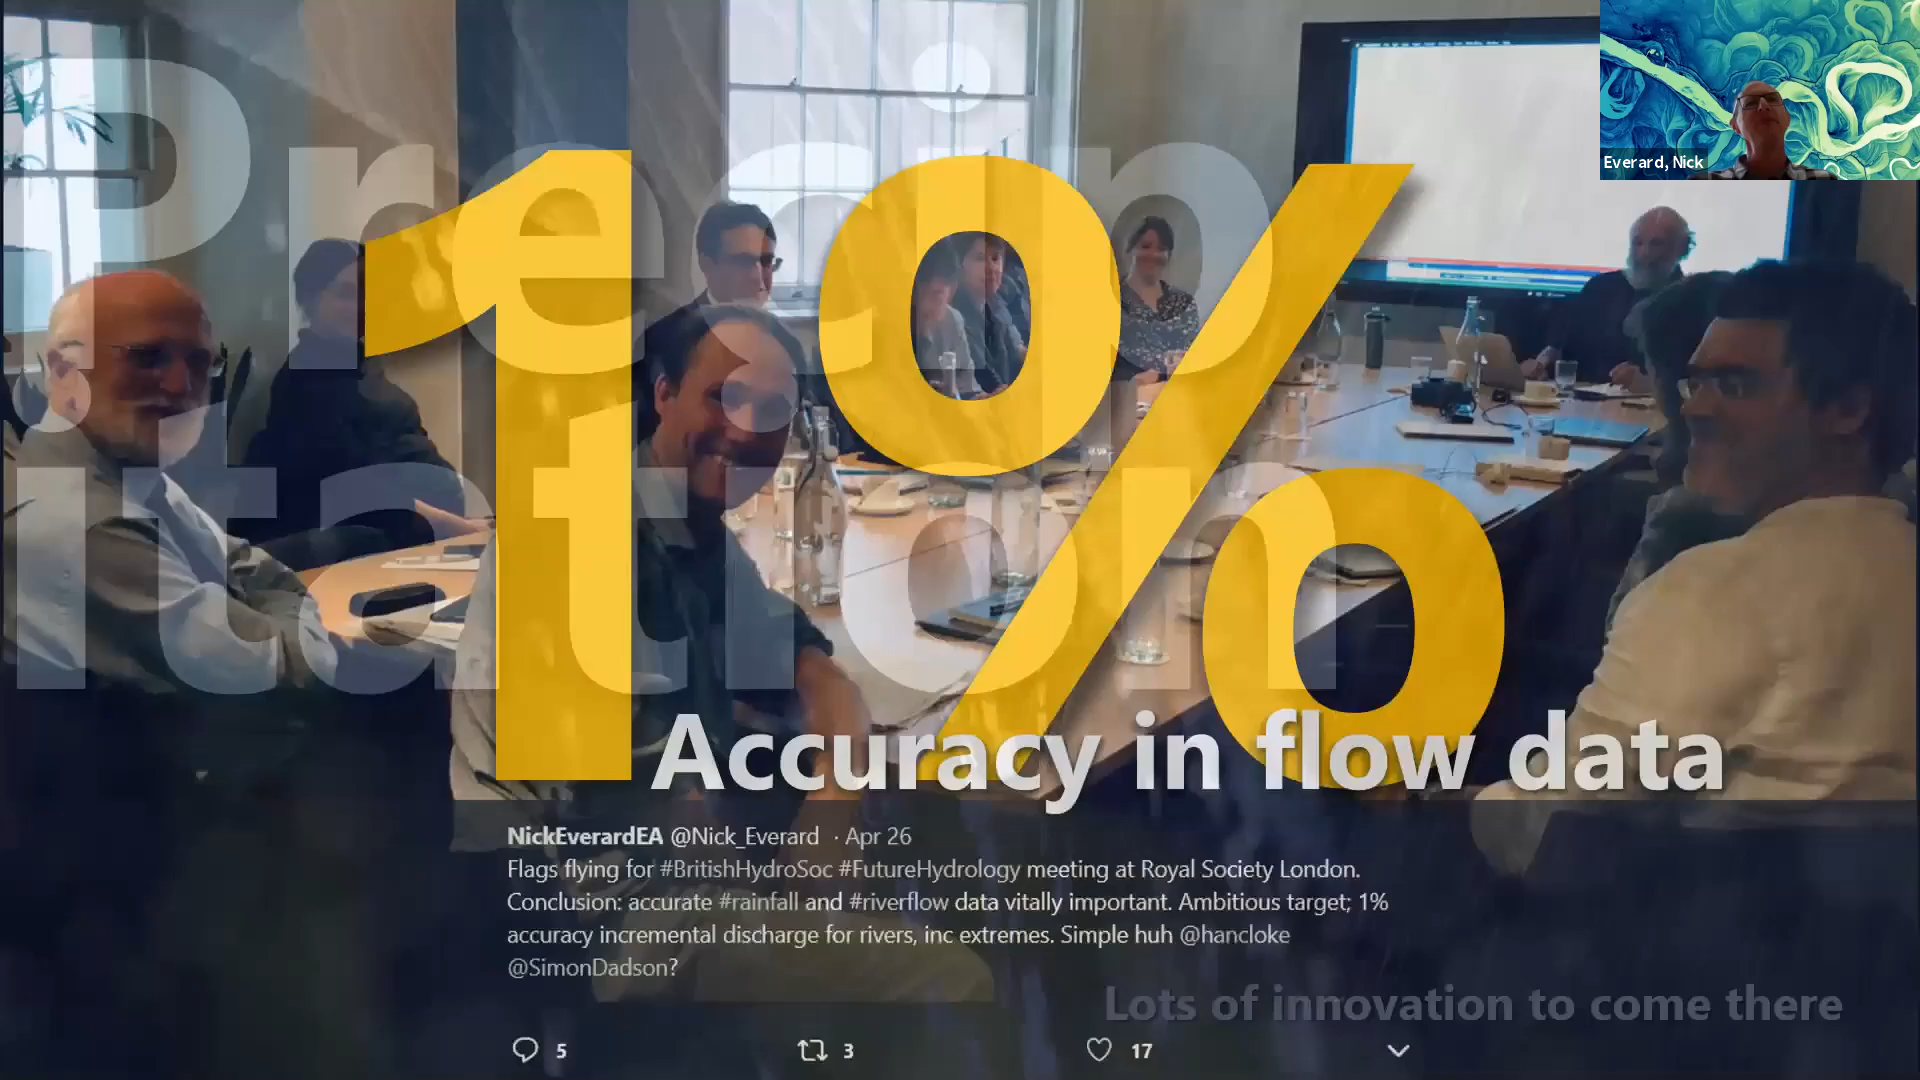 Everard, Nick
Precip
itation
1%
Accuracy in flow data
NickEverardEA @Nick_Everard · Apr 26
Flags flying for #BritishHydroSoc #FutureHydrology meeting at Royal Society London.
Conclusion: accurate #rainfall and #riverflow data vitally important. Ambitious target; 1%
accuracy incremental discharge for rivers, inc extremes. Simple huh @hancloke
@SimonDadson?
Lots of innovation to come there
5 3 17